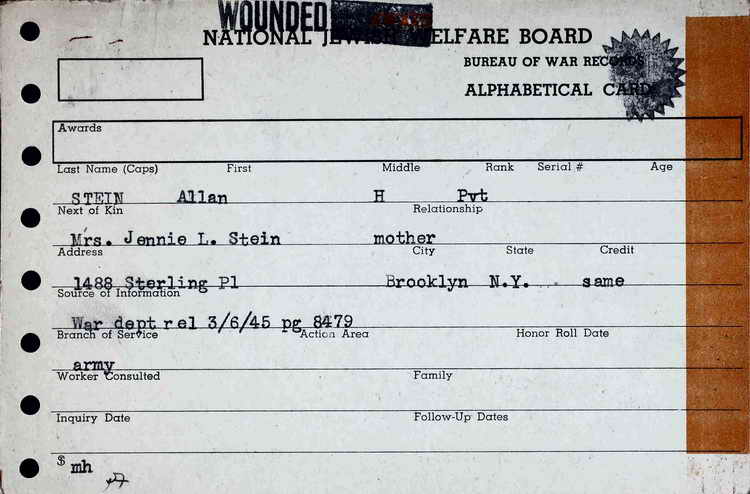 WOUNDED
NATIONAL JEWISH WELFARE BOARD
BUREAU OF WAR RECORDS
ALPHABETICAL CARD
Awards
Last Name (Caps) First Middle Rank Serial # Age
STEIN Allan H Pvt
Next of Kin Relationship
Mrs. Jennie L. Stein mother
Address City State Credit
1488 Sterling Pl Brooklyn N.Y. same
Source of Information
War dept rel 3/6/45 pg 8479
Branch of Service Action Area Honor Roll Date
army
Worker Consulted Family
Inquiry Date Follow-Up Dates
$ mh